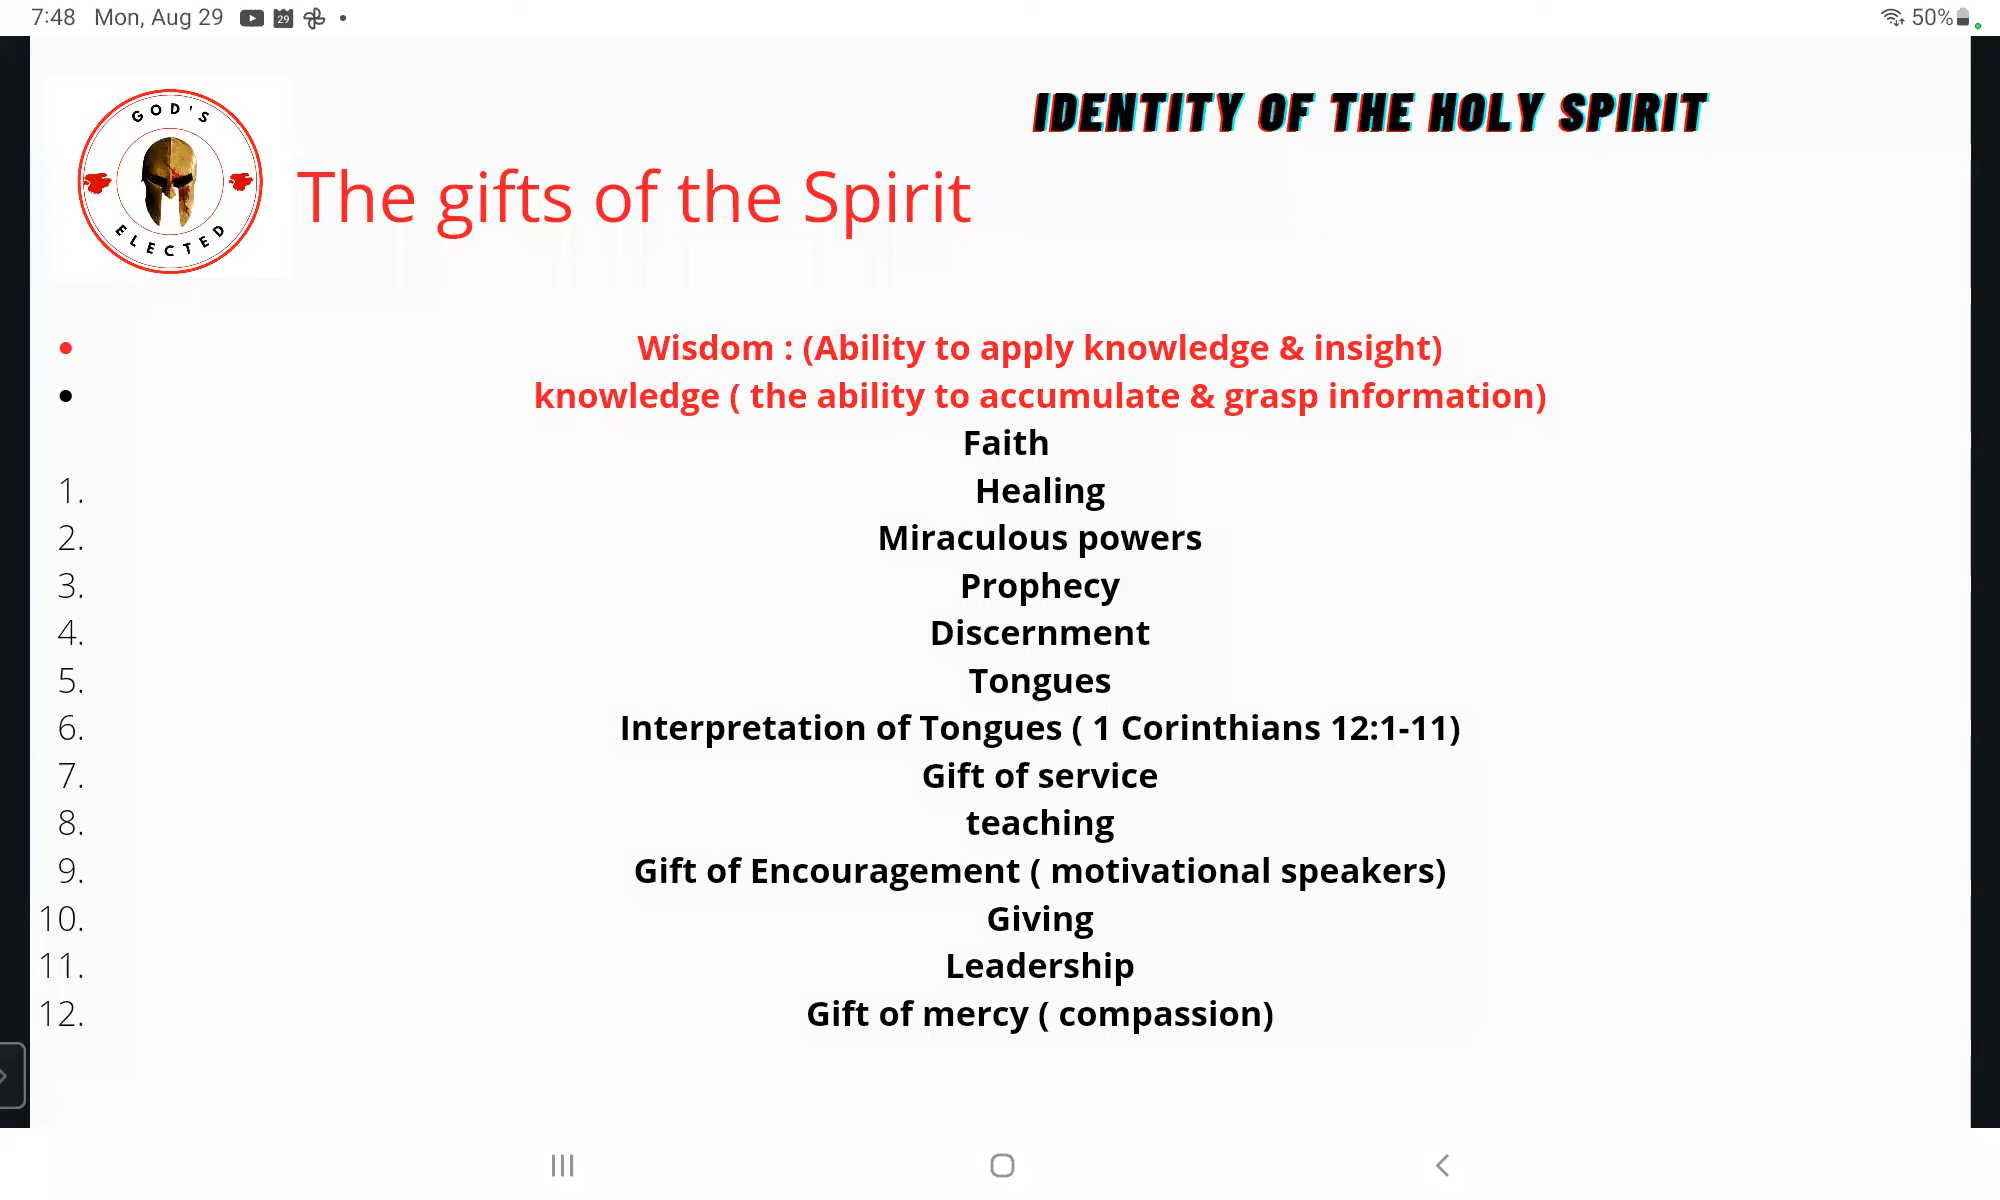 7:48 Mon, Aug 29 29 50%
GOD'S
ELECTED
IDENTITY OF THE HOLY SPIRIT
The gifts of the Spirit
• Wisdom : (Ability to apply knowledge & insight)
• knowledge ( the ability to accumulate & grasp information)
Faith
1. Healing
2. Miraculous powers
3. Prophecy
4. Discernment
5. Tongues
6. Interpretation of Tongues ( 1 Corinthians 12:1-11)
7. Gift of service
8. teaching
9. Gift of Encouragement ( motivational speakers)
10. Giving
11. Leadership
12. Gift of mercy ( compassion)